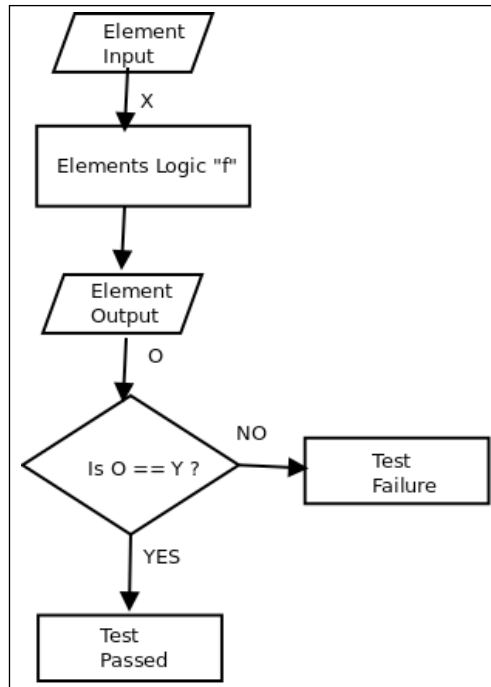 Element
Input
X
Elements Logic "f"
Element
Output
O
Is O == Y ?
NO
Test
Failure
YES
Test
Passed